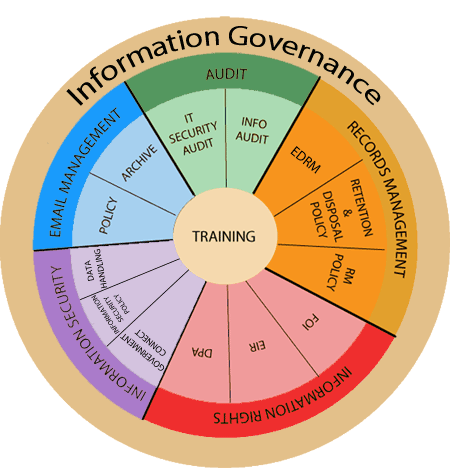 Information Governance
AUDIT
IT
SECURITY
AUDIT
INFO
AUDIT
RECORDS MANAGEMENT
EDRM
RETENTION
&
DISPOSAL
POLICY
RM
POLICY
INFORMATION RIGHTS
FOI
EIR
DPA
INFORMATION SECURITY
GOVERNMENT
CONNECT
INFORMATION
SECURITY
POLICY
DATA
HANDLING
EMAIL MANAGEMENT
POLICY
ARCHIVE
TRAINING